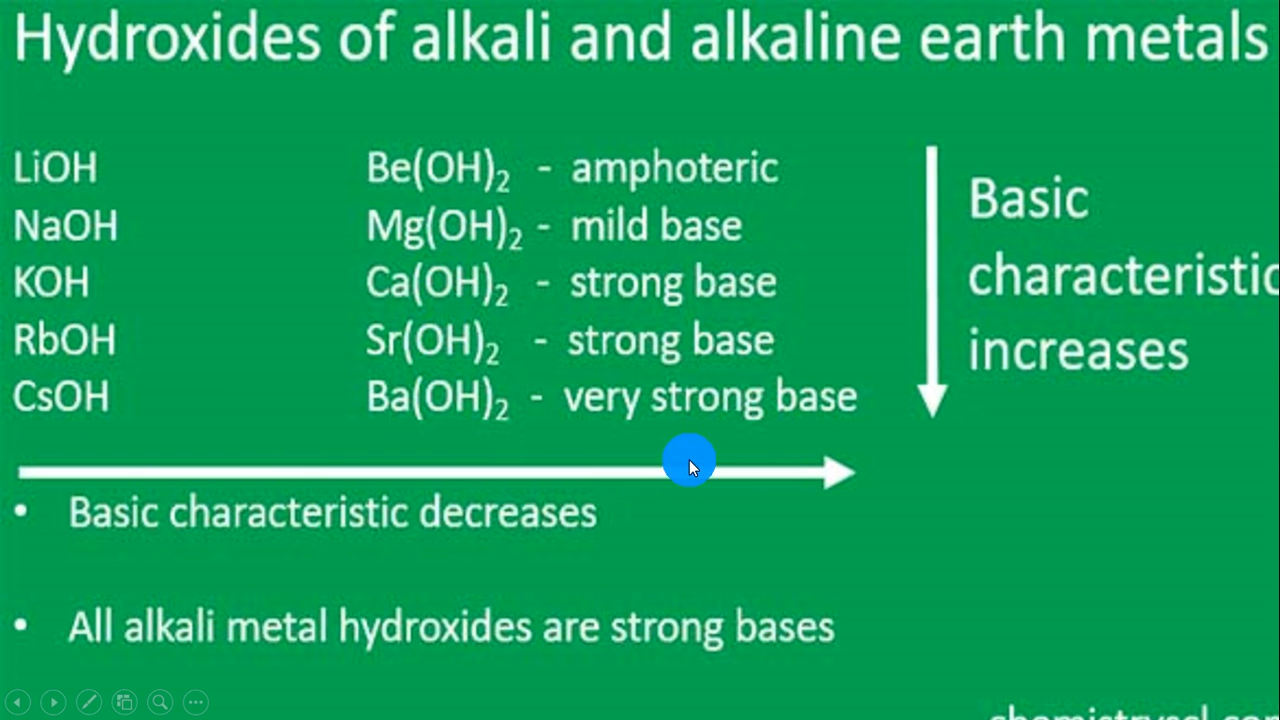 Hydroxides of alkali and alkaline earth metals
LiOH
NaOH
KOH
RbOH
CsOH
Be(OH)₂ - amphoteric
Mg(OH)₂ - mild base
Ca(OH)₂ - strong base
Sr(OH)₂ - strong base
Ba(OH)₂ - very strong base
Basic
characteristic
increases
• Basic characteristic decreases
• All alkali metal hydroxides are strong bases